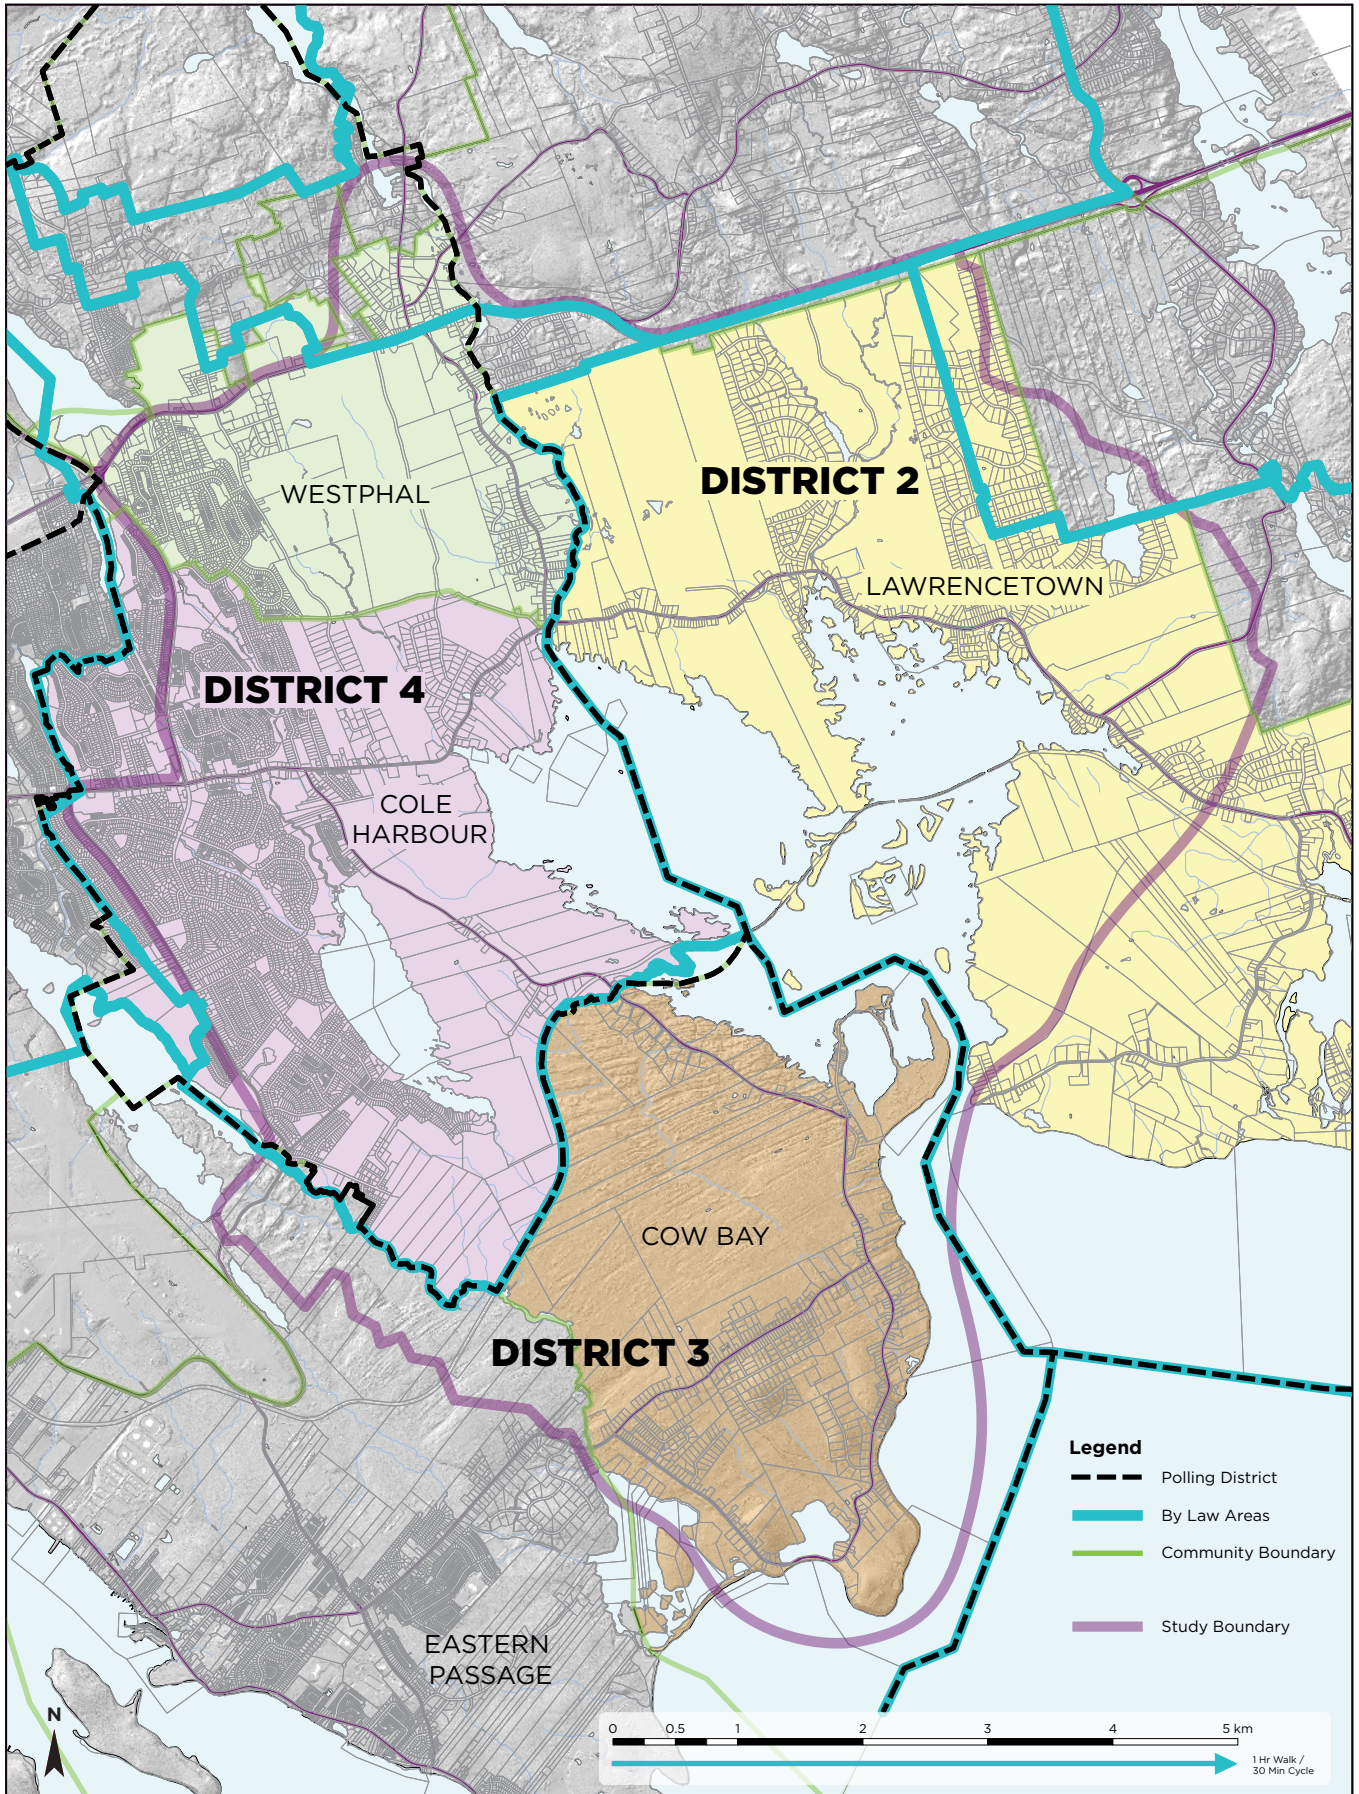 DISTRICT 2
WESTPHAL
LAWRENCETOWN
DISTRICT 4
COLE
HARBOUR
COW BAY
DISTRICT 3
EASTERN
PASSAGE
Legend
Polling District
By Law Areas
Community Boundary
Study Boundary
N
0 0.5 1 2 3 4 5 km
1 Hr Walk /
30 Min Cycle